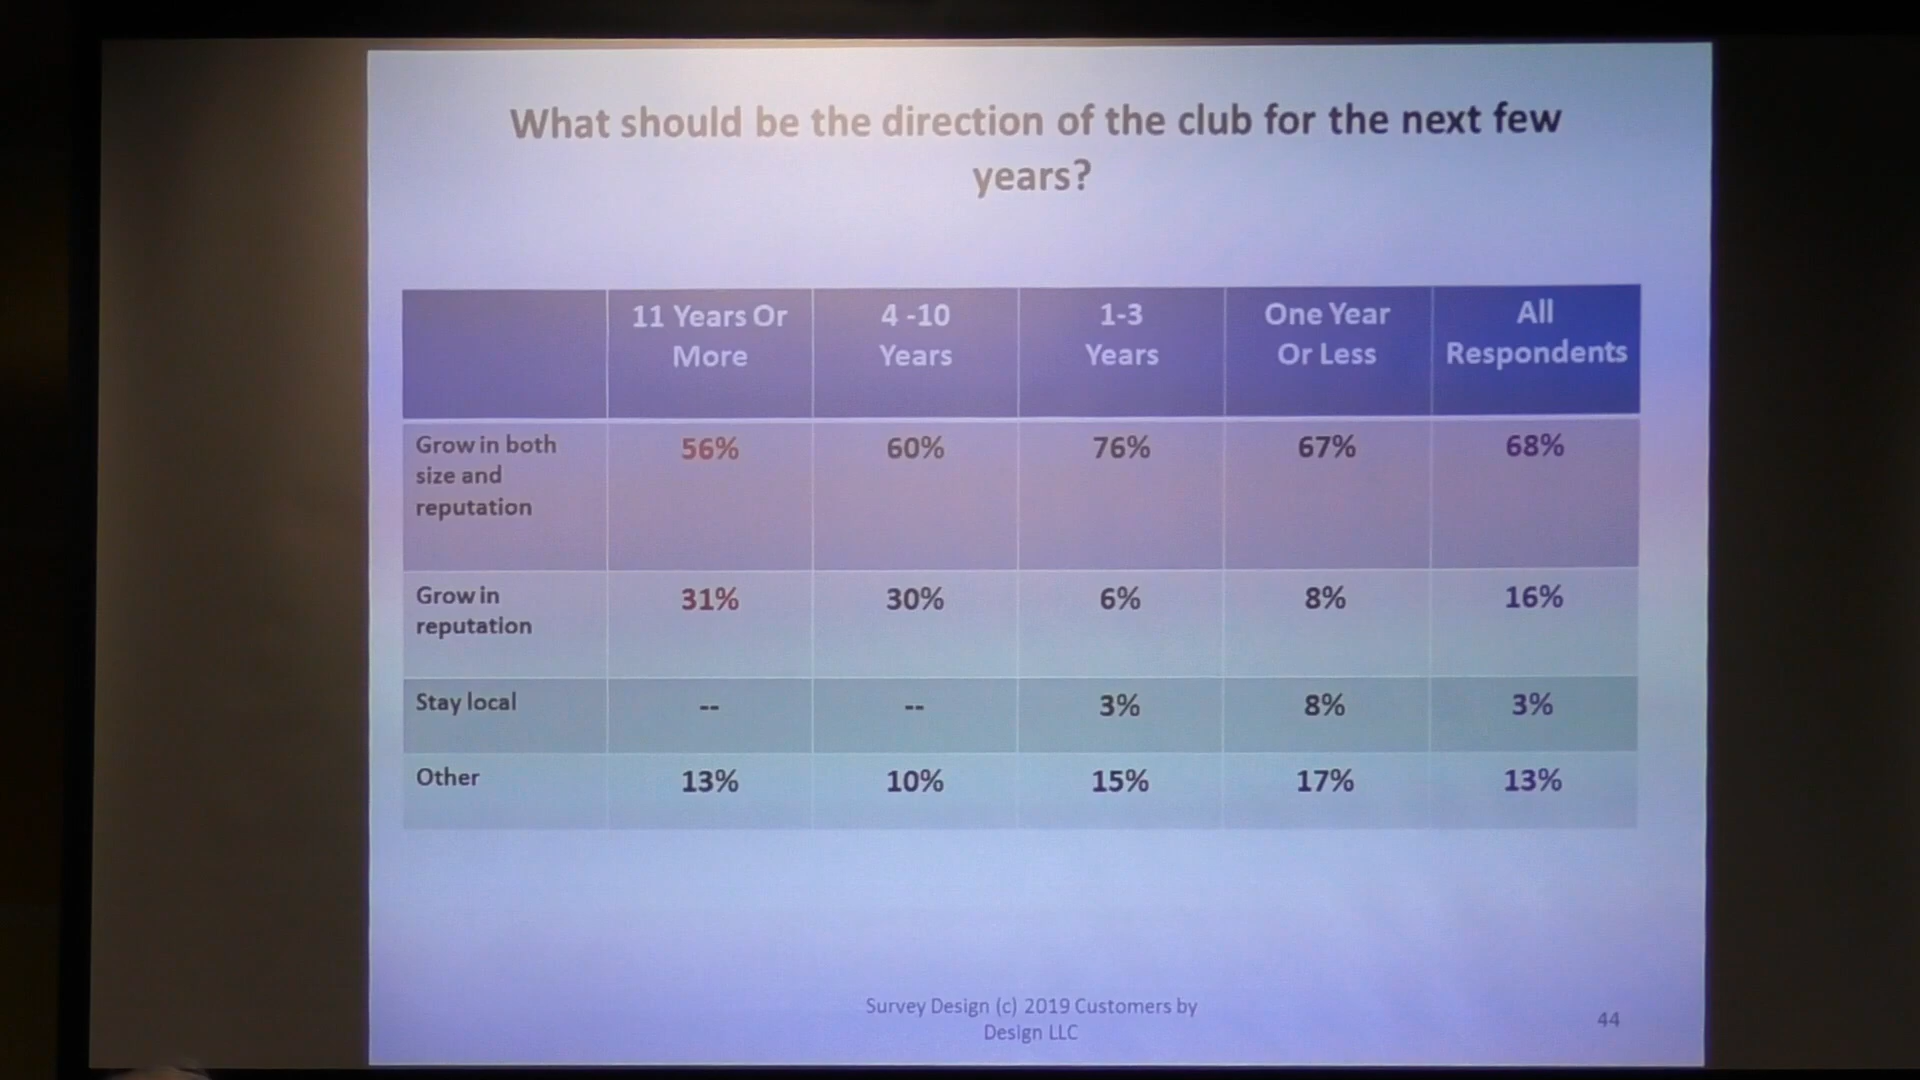 What should be the direction of the club for the next few
years?
11 Years Or
More
4 -10
Years
1-3
Years
One Year
Or Less
All
Respondents
Grow in both
size and
reputation
56%
60%
76%
67%
68%
Grow in
reputation
31%
30%
6%
8%
16%
Stay local
--
--
3%
8%
3%
Other
13%
10%
15%
17%
13%
Survey Design (c) 2019 Customers by
Design LLC
44